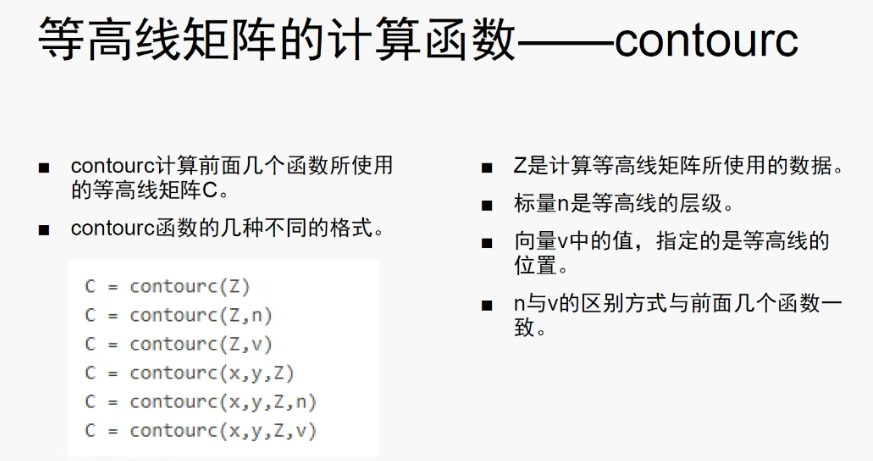 等高线矩阵的计算函数——contourc
■ contourc计算前面几个函数所使用
的等高线矩阵C。
■ contourc函数的几种不同的格式。
C = contourc(Z)
C = contourc(Z,n)
C = contourc(Z,v)
C = contourc(x,y,Z)
C = contourc(x,y,Z,n)
C = contourc(x,y,Z,v)
■ Z是计算等高线矩阵所使用的数据。
■ 标量n是等高线的层级。
■ 向量v中的值，指定的是等高线的
位置。
■ n与v的区别方式与前面几个函数一
致。